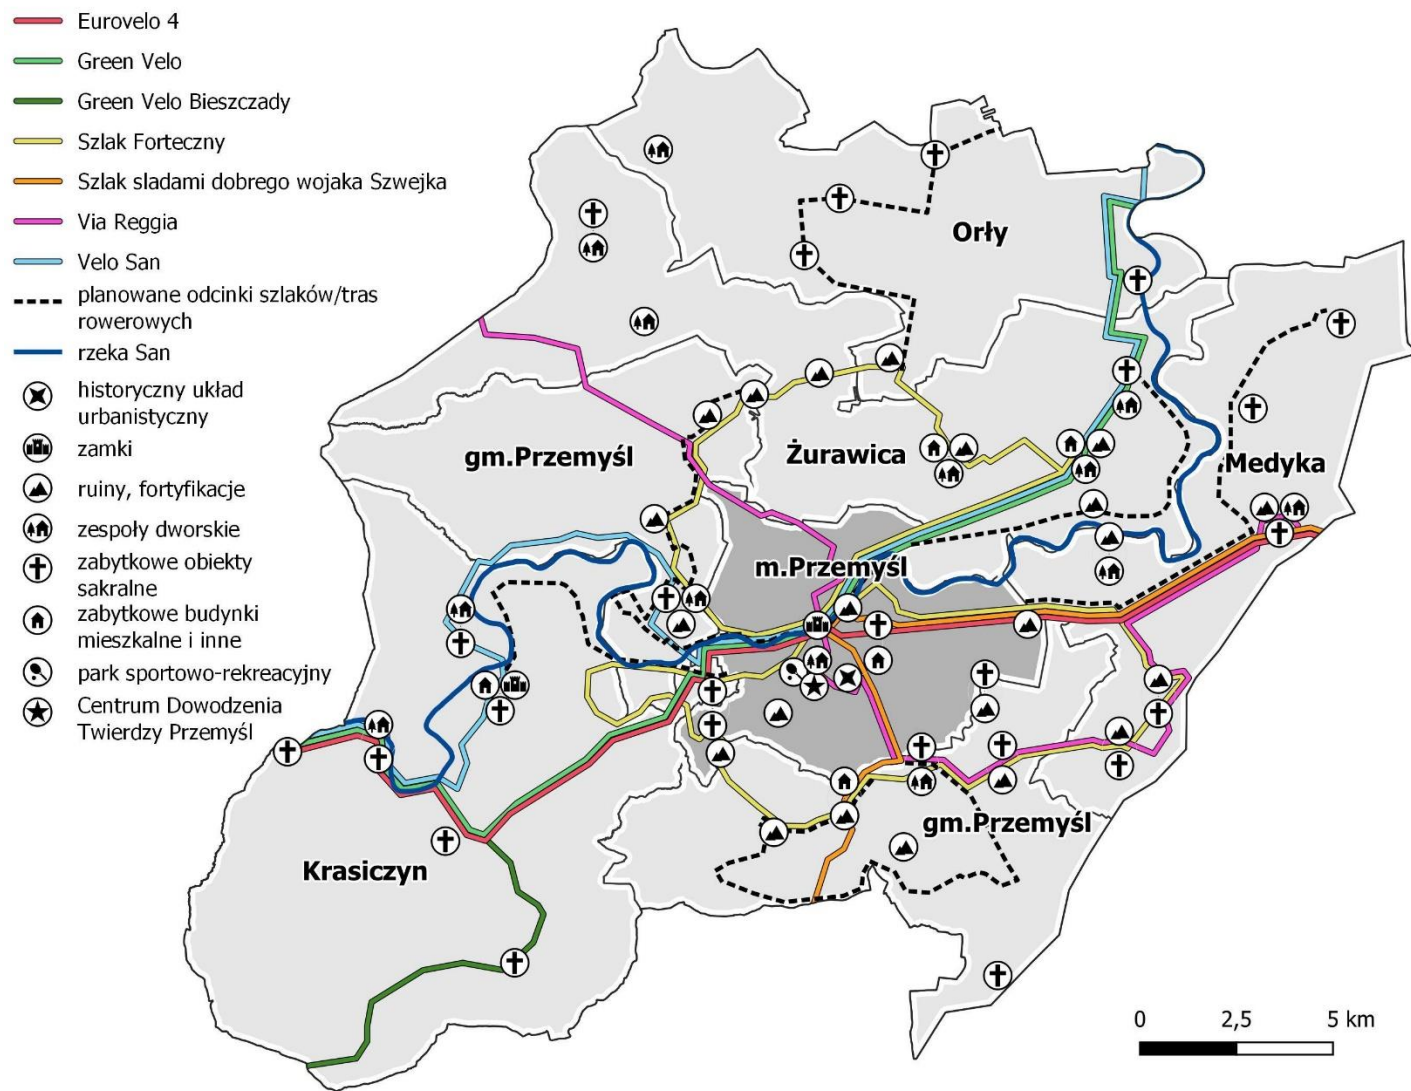 Eurovelo 4
Green Velo
Green Velo Bieszczady
Szlak Forteczny
Szlak sladami dobrego wojaka Szwejka
Via Reggia
Velo San
planowane odcinki szlaków/tras
rowerowych
rzeka San
historyczny układ
urbanistyczny
zamki
ruiny, fortyfikacje
zespoły dworskie
zabytkowe obiekty
sakralne
zabytkowe budynki
mieszkalne i inne
park sportowo-rekreacyjny
Centrum Dowodzenia
Twierdzy Przemyśl
Orły
gm.Przemyśl
Żurawica
Medyka
m.Przemyśl
gm.Przemyśl
Krasiczyn
0 2,5 5 km